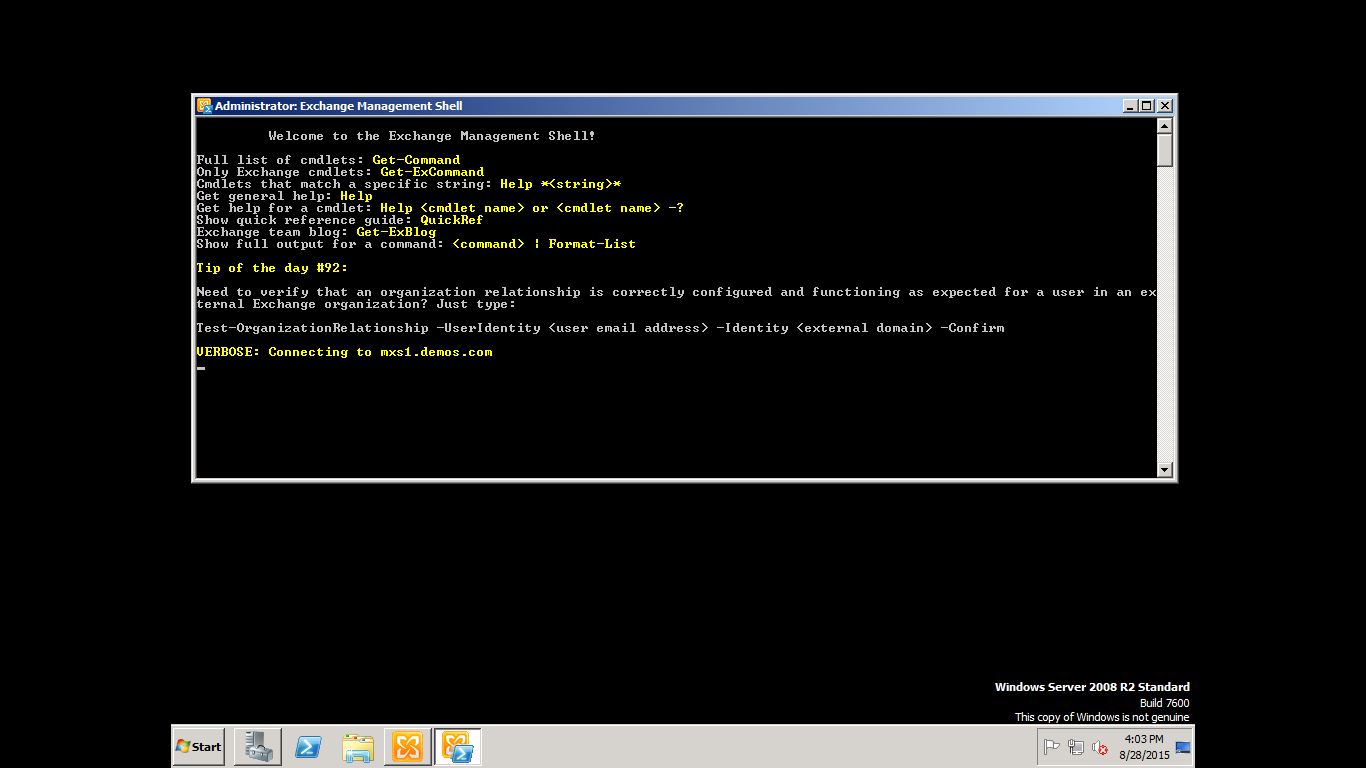 Administrator: Exchange Management Shell
Welcome to the Exchange Management Shell!
Full list of cmdlets: Get-Command
Only Exchange cmdlets: Get-ExCommand
Cmdlets that match a specific string: Help *<string>*
Get general help: Help
Get help for a cmdlet: Help <cmdlet name> or <cmdlet name> -?
Show quick reference guide: QuickRef
Exchange team blog: Get-ExBlog
Show full output for a command: <command> | Format-List
Tip of the day #92:
Need to verify that an organization relationship is correctly configured and functioning as expected for a user in an ex
ternal Exchange organization? Just type:
Test-OrganizationRelationship -UserIdentity <user email address> -Identity <external domain> -Confirm
VERBOSE: Connecting to mxs1.demos.com
Windows Server 2008 R2 Standard
Build 7600
This copy of Windows is not genuine
Start
4:03 PM
8/28/2015